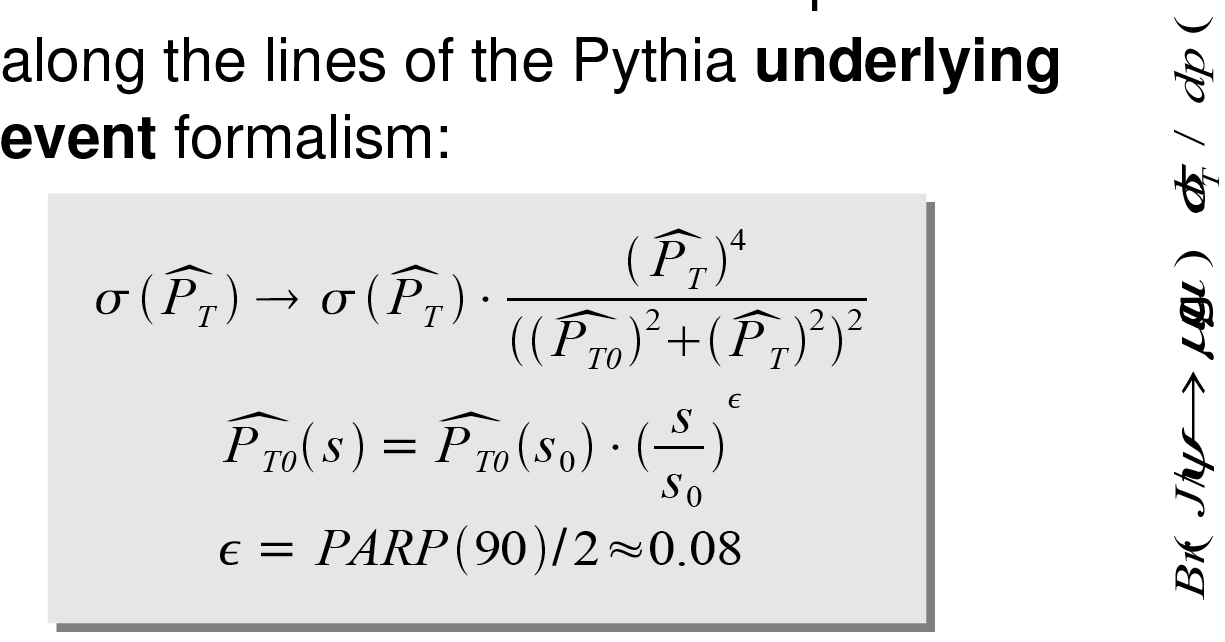 along the lines of the Pythia underlying
event formalism:
σ(P̂_T) → σ(P̂_T) · (P̂_T)^4 / ((P̂_T0)^2+(P̂_T)^2)^2
P̂_T0(s) = P̂_T0(s_0) · (s/s_0)^ϵ
ϵ = PARP(90)/2≈0.08